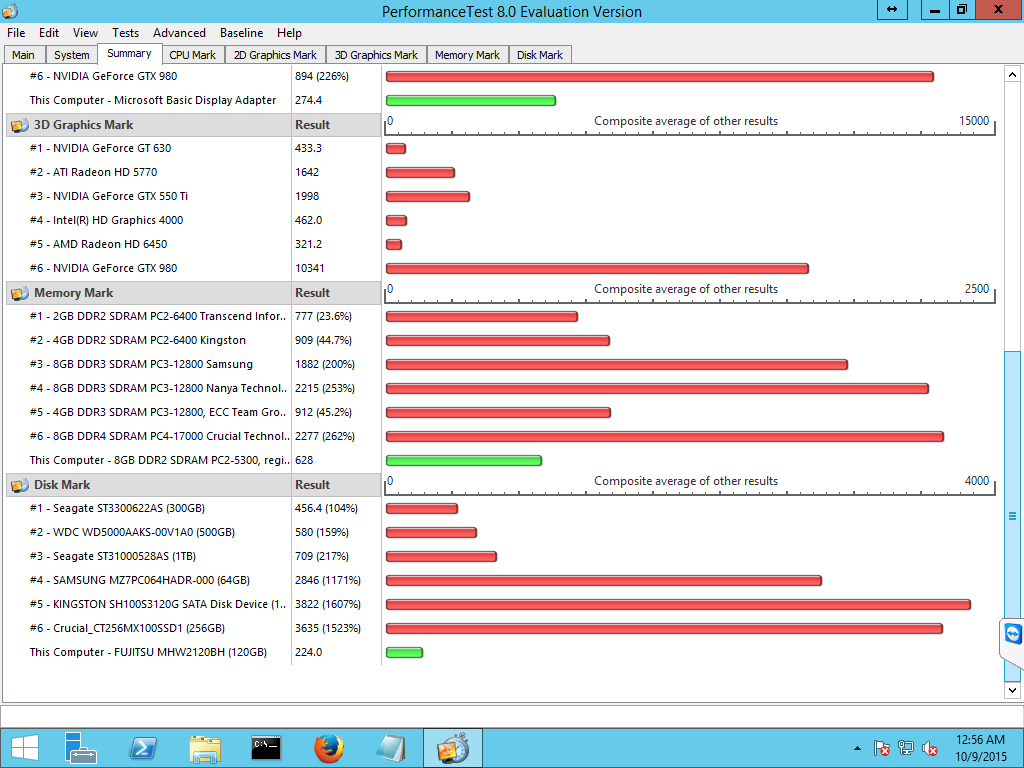 PerformanceTest 8.0 Evaluation Version
File Edit View Tests Advanced Baseline Help
Main System Summary CPU Mark 2D Graphics Mark 3D Graphics Mark Memory Mark Disk Mark
#6 - NVIDIA GeForce GTX 980 894 (226%)
This Computer - Microsoft Basic Display Adapter 274.4
3D Graphics Mark Result 0 Composite average of other results 15000
#1 - NVIDIA GeForce GT 630 433.3
#2 - ATI Radeon HD 5770 1642
#3 - NVIDIA GeForce GTX 550 Ti 1998
#4 - Intel(R) HD Graphics 4000 462.0
#5 - AMD Radeon HD 6450 321.2
#6 - NVIDIA GeForce GTX 980 10341
Memory Mark Result 0 Composite average of other results 2500
#1 - 2GB DDR2 SDRAM PC2-6400 Transcend Infor.. 777 (23.6%)
#2 - 4GB DDR2 SDRAM PC2-6400 Kingston 909 (44.7%)
#3 - 8GB DDR3 SDRAM PC3-12800 Samsung 1882 (200%)
#4 - 8GB DDR3 SDRAM PC3-12800 Nanya Technol.. 2215 (253%)
#5 - 4GB DDR3 SDRAM PC3-12800, ECC Team Gro.. 912 (45.2%)
#6 - 8GB DDR4 SDRAM PC4-17000 Crucial Technol.. 2277 (262%)
This Computer - 8GB DDR2 SDRAM PC2-5300, regi.. 628
Disk Mark Result 0 Composite average of other results 4000
#1 - Seagate ST3300622AS (300GB) 456.4 (104%)
#2 - WDC WD5000AAKS-00V1A0 (500GB) 580 (159%)
#3 - Seagate ST31000528AS (1TB) 709 (217%)
#4 - SAMSUNG MZ7PC064HADR-000 (64GB) 2846 (1171%)
#5 - KINGSTON SH100S3120G SATA Disk Device (1.. 3822 (1607%)
#6 - Crucial_CT256MX100SSD1 (256GB) 3635 (1523%)
This Computer - FUJITSU MHW2120BH (120GB) 224.0
12:56 AM
10/9/2015